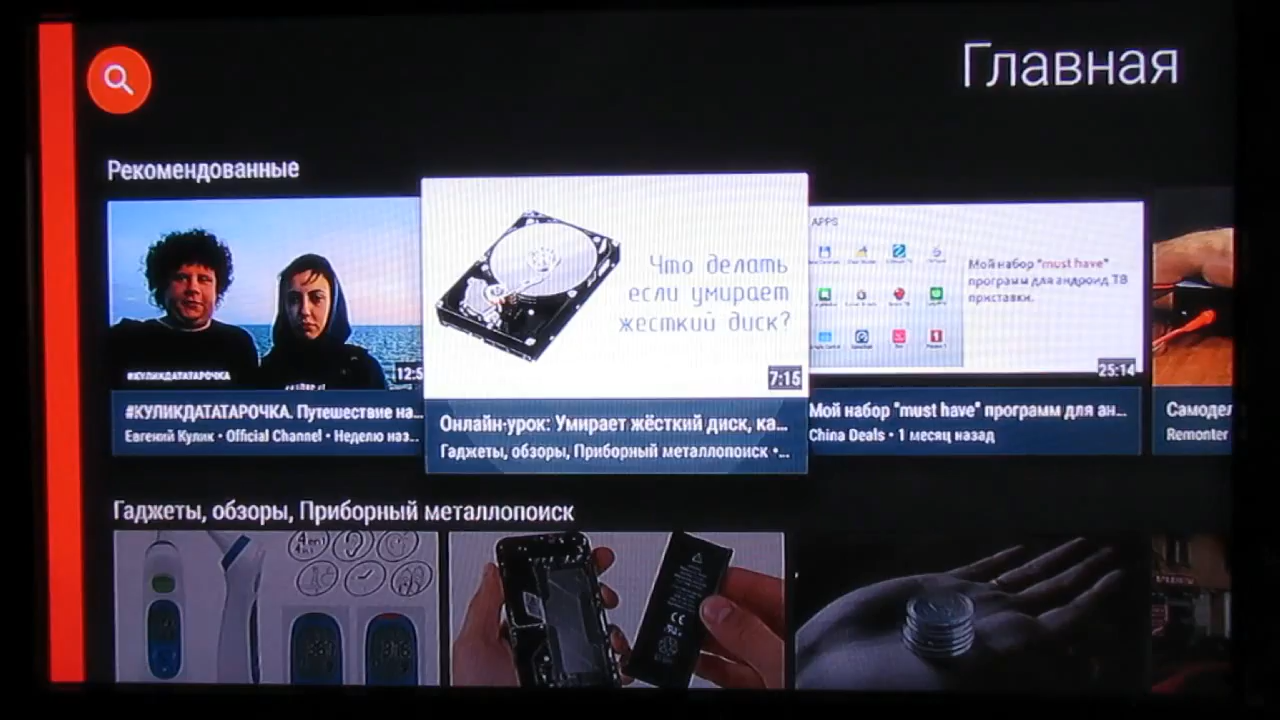 Главная
Рекомендованные
#КУЛИКДАТАТАРОЧКА
12:5
#КУЛИКДАТАТАРОЧКА. Путешествие на...
Евгений Кулик • Official Channel • Неделю наз...
Что делать
если умирает
жесткий диск?
7:15
Онлайн-урок: Умирает жёсткий диск, ка...
Гаджеты, обзоры, Приборный металлопоиск •...
APPS
Мой набор "must have"
программ для андроид ТВ
приставки.
25:14
Мой набор "must have" программ для ан...
China Deals • 1 месяц назад
Самодел
Remonter
Гаджеты, обзоры, Приборный металлопоиск